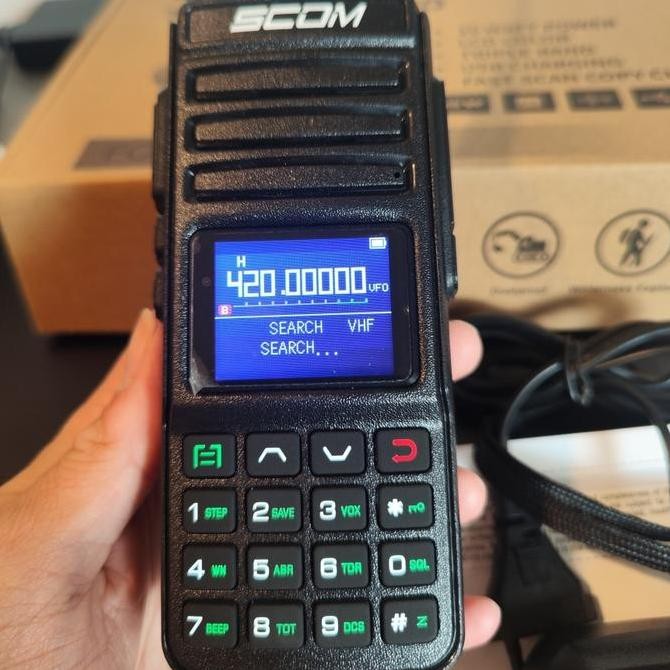 SCOM
H
420.00000 VFO
B
SEARCH VHF
SEARCH...
1 STEP 2 SAVE 3 VOX *
4 WN 5 ABR 6 TDR 0 SQL
7 BEEP 8 TOT 9 DCS #